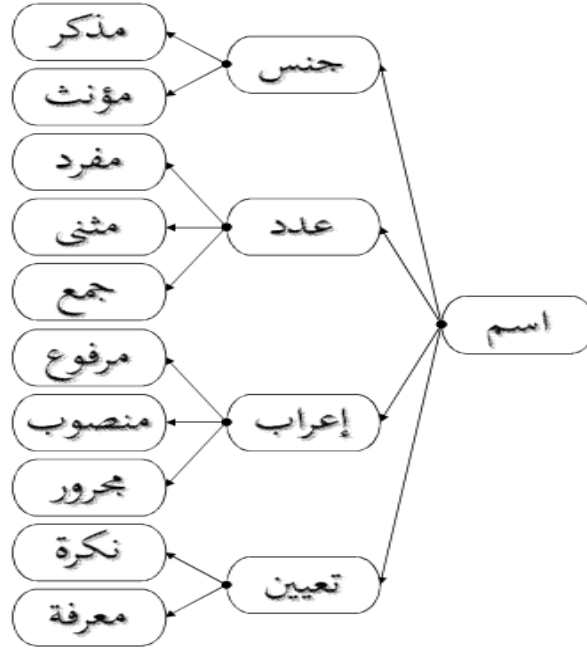 اسم
جنس
مذكر
مؤنث
عدد
مفرد
مثنى
جمع
إعراب
مرفوع
منصوب
مجرور
تعيين
نكرة
معرفة